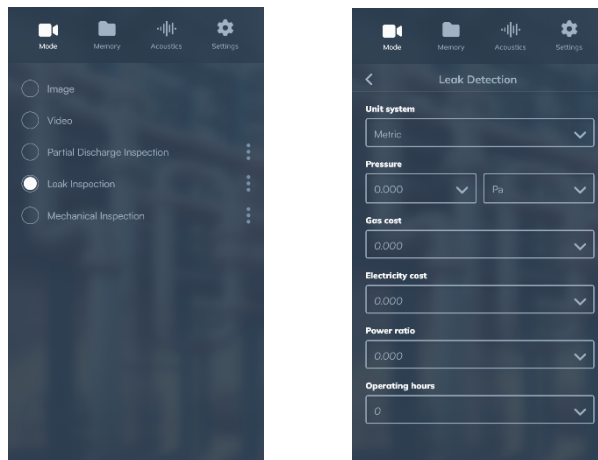 Mode Memory Acoustics Settings
Image
Video
Partial Discharge Inspection
Leak Inspection
Mechanical Inspection
Mode Memory Acoustics Settings
Leak Detection
Unit system
Metric
Pressure
0.000 Pa
Gas cost
0.000
Electricity cost
0.000
Power ratio
0.000
Operating hours
0